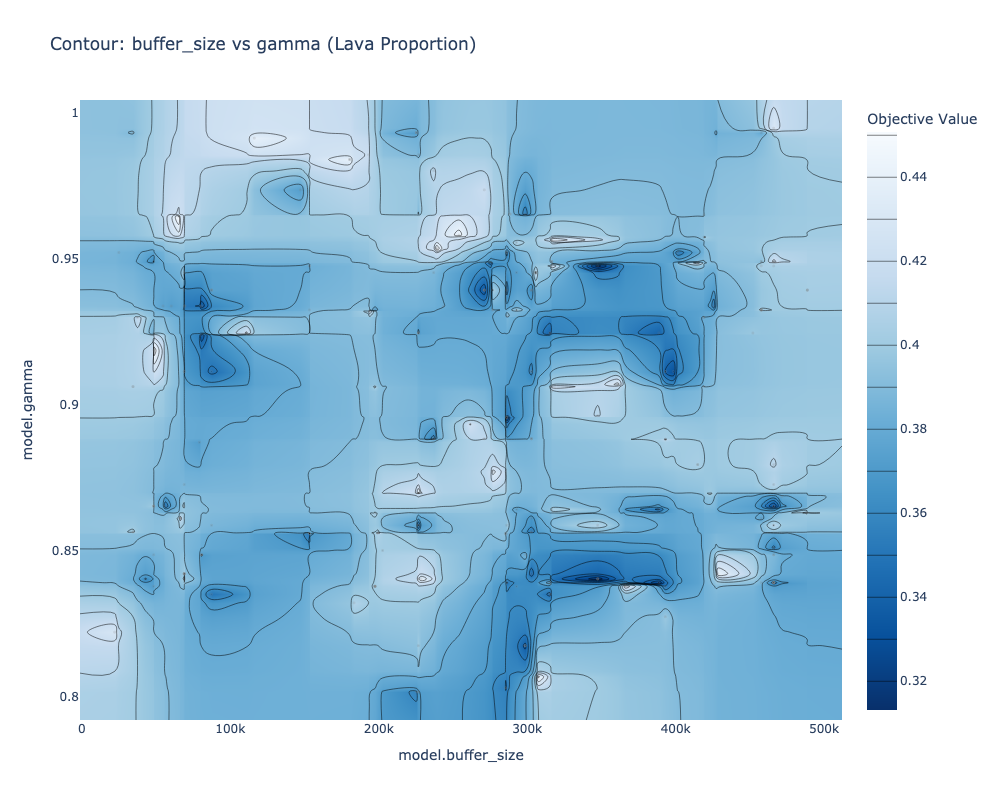 Contour: buffer_size vs gamma (Lava Proportion)
Objective Value
1
0.95
0.9
0.85
0.8
model.gamma
0
100k
200k
300k
400k
500k
model.buffer_size
0.44
0.42
0.4
0.38
0.36
0.34
0.32